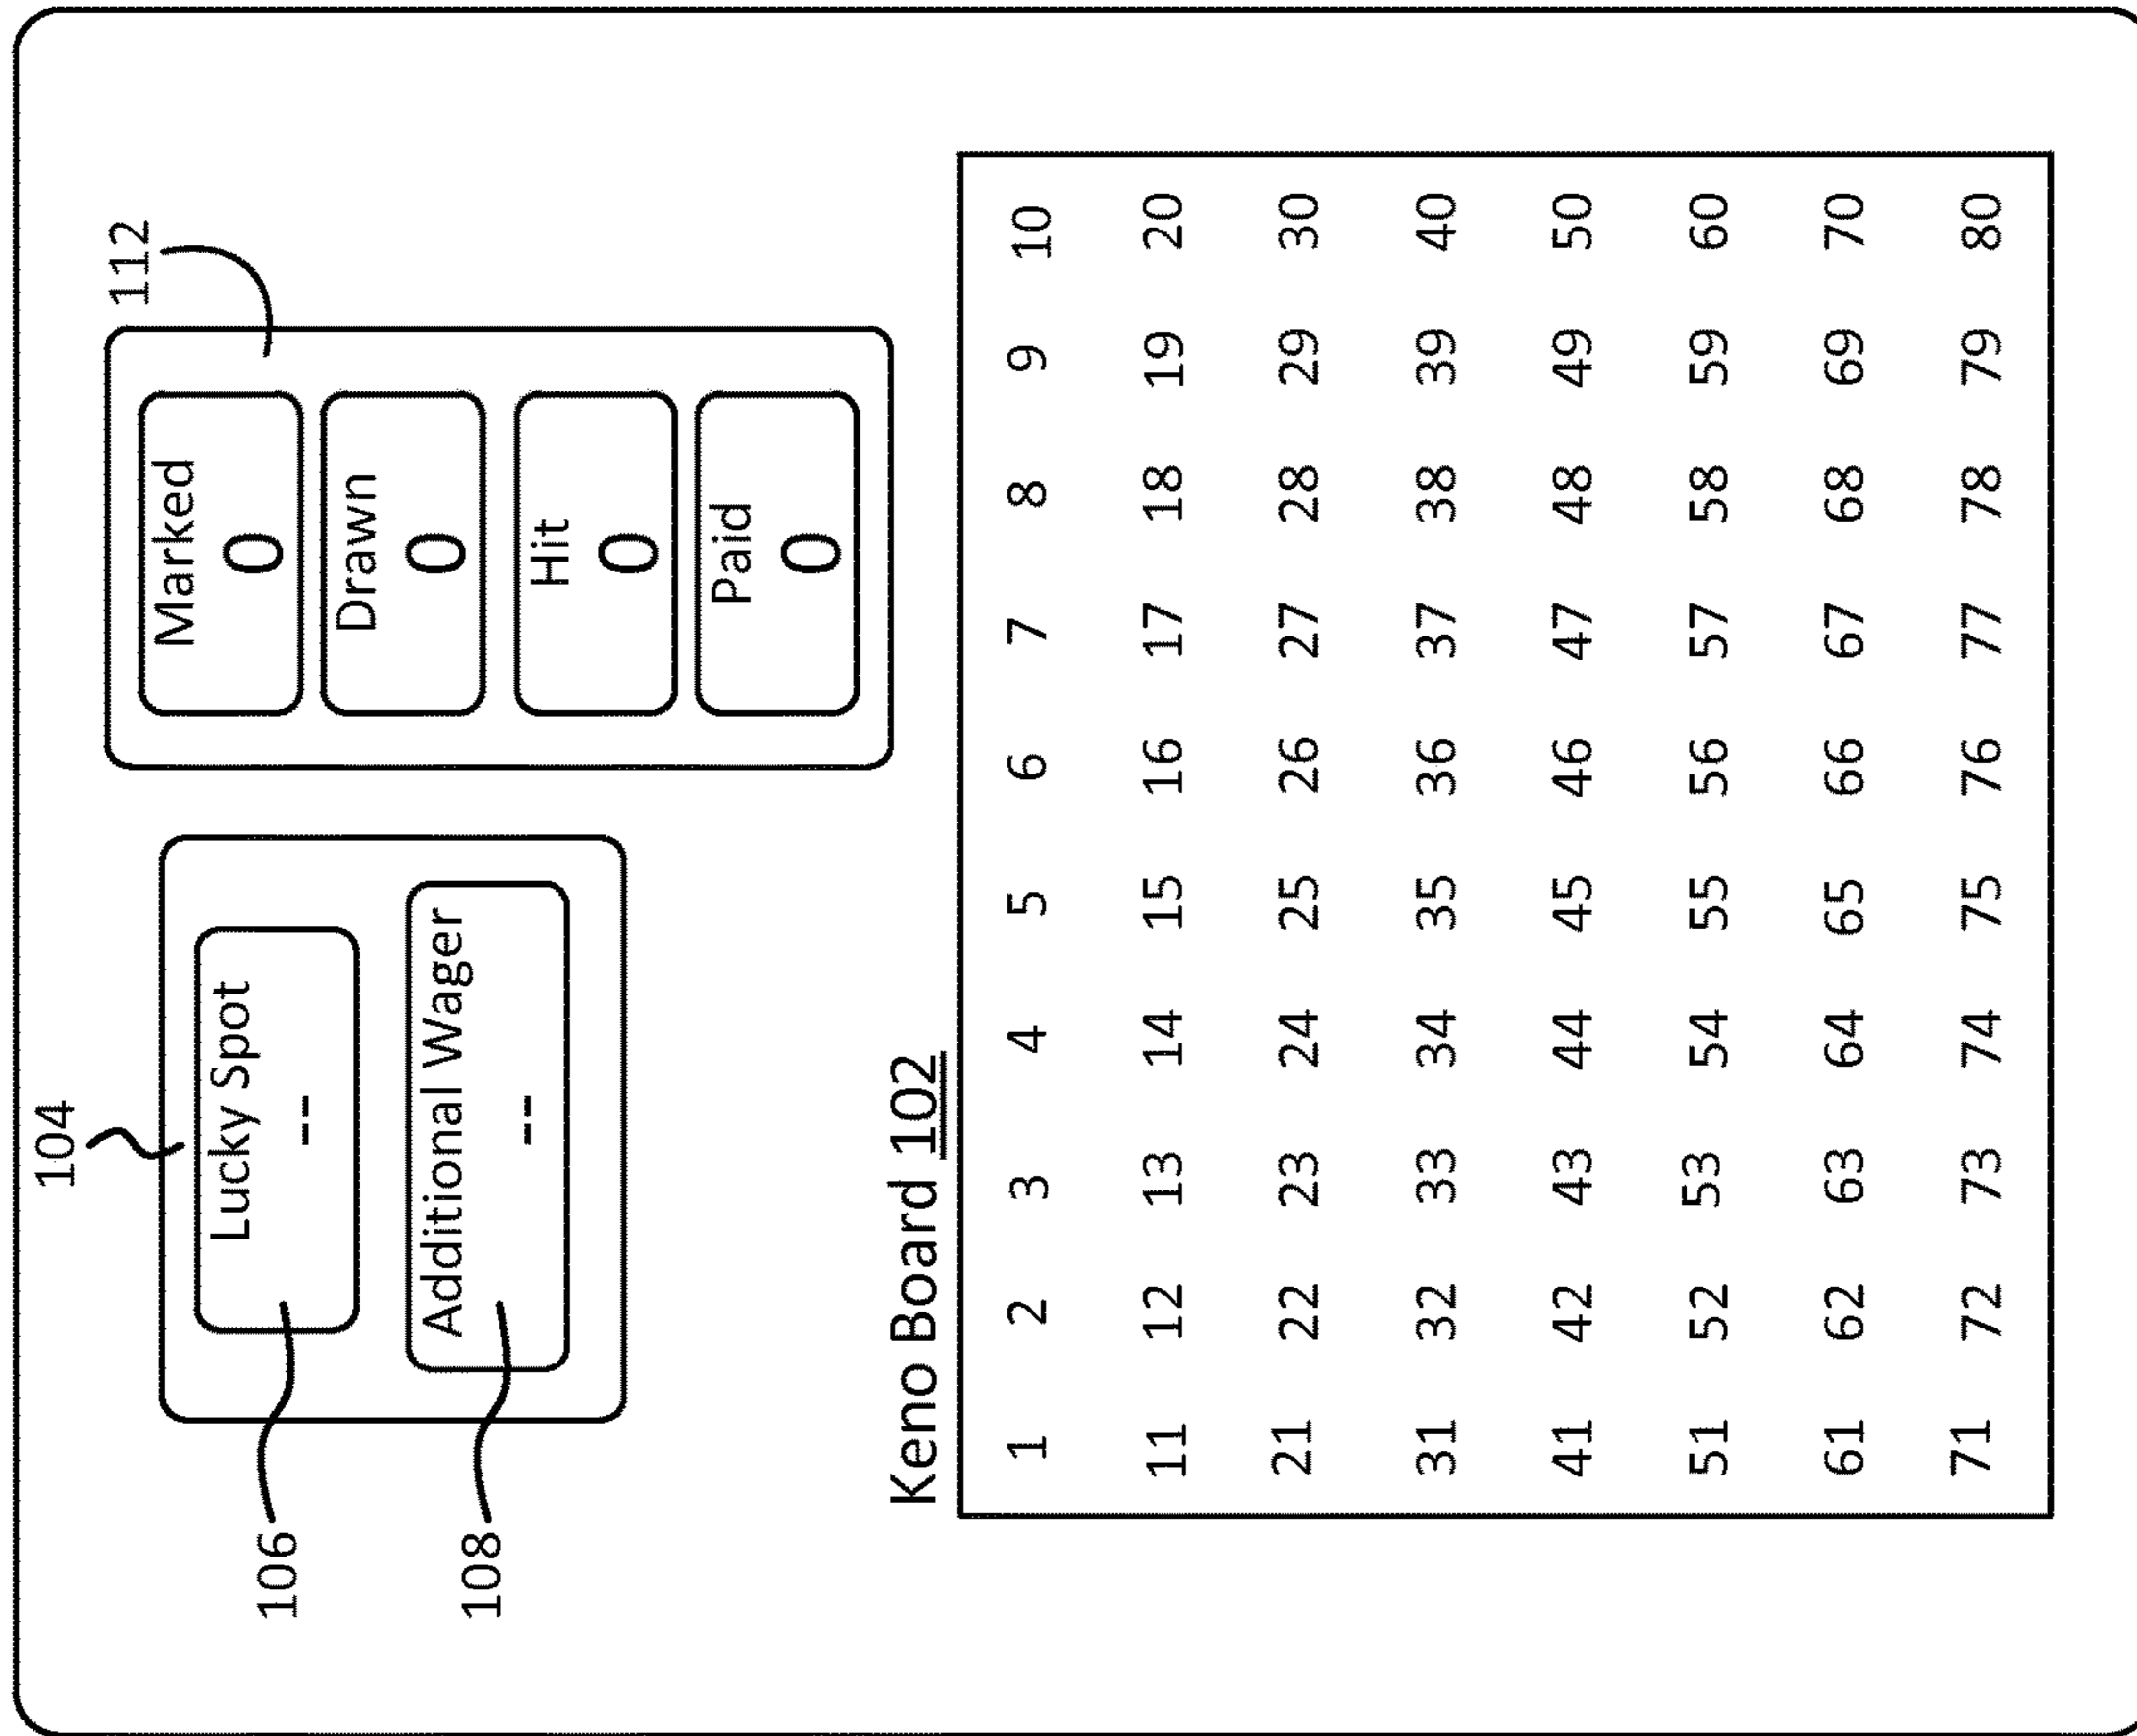 104
112
Lucky Spot
--
106
Additional Wager
--
108
Marked
0
Drawn
0
Hit
0
Paid
0
Keno Board 102
1 2 3 4 5 6 7 8 9 10
11 12 13 14 15 16 17 18 19 20
21 22 23 24 25 26 27 28 29 30
31 32 33 34 35 36 37 38 39 40
41 42 43 44 45 46 47 48 49 50
51 52 53 54 55 56 57 58 59 60
61 62 63 64 65 66 67 68 69 70
71 72 73 74 75 76 77 78 79 80